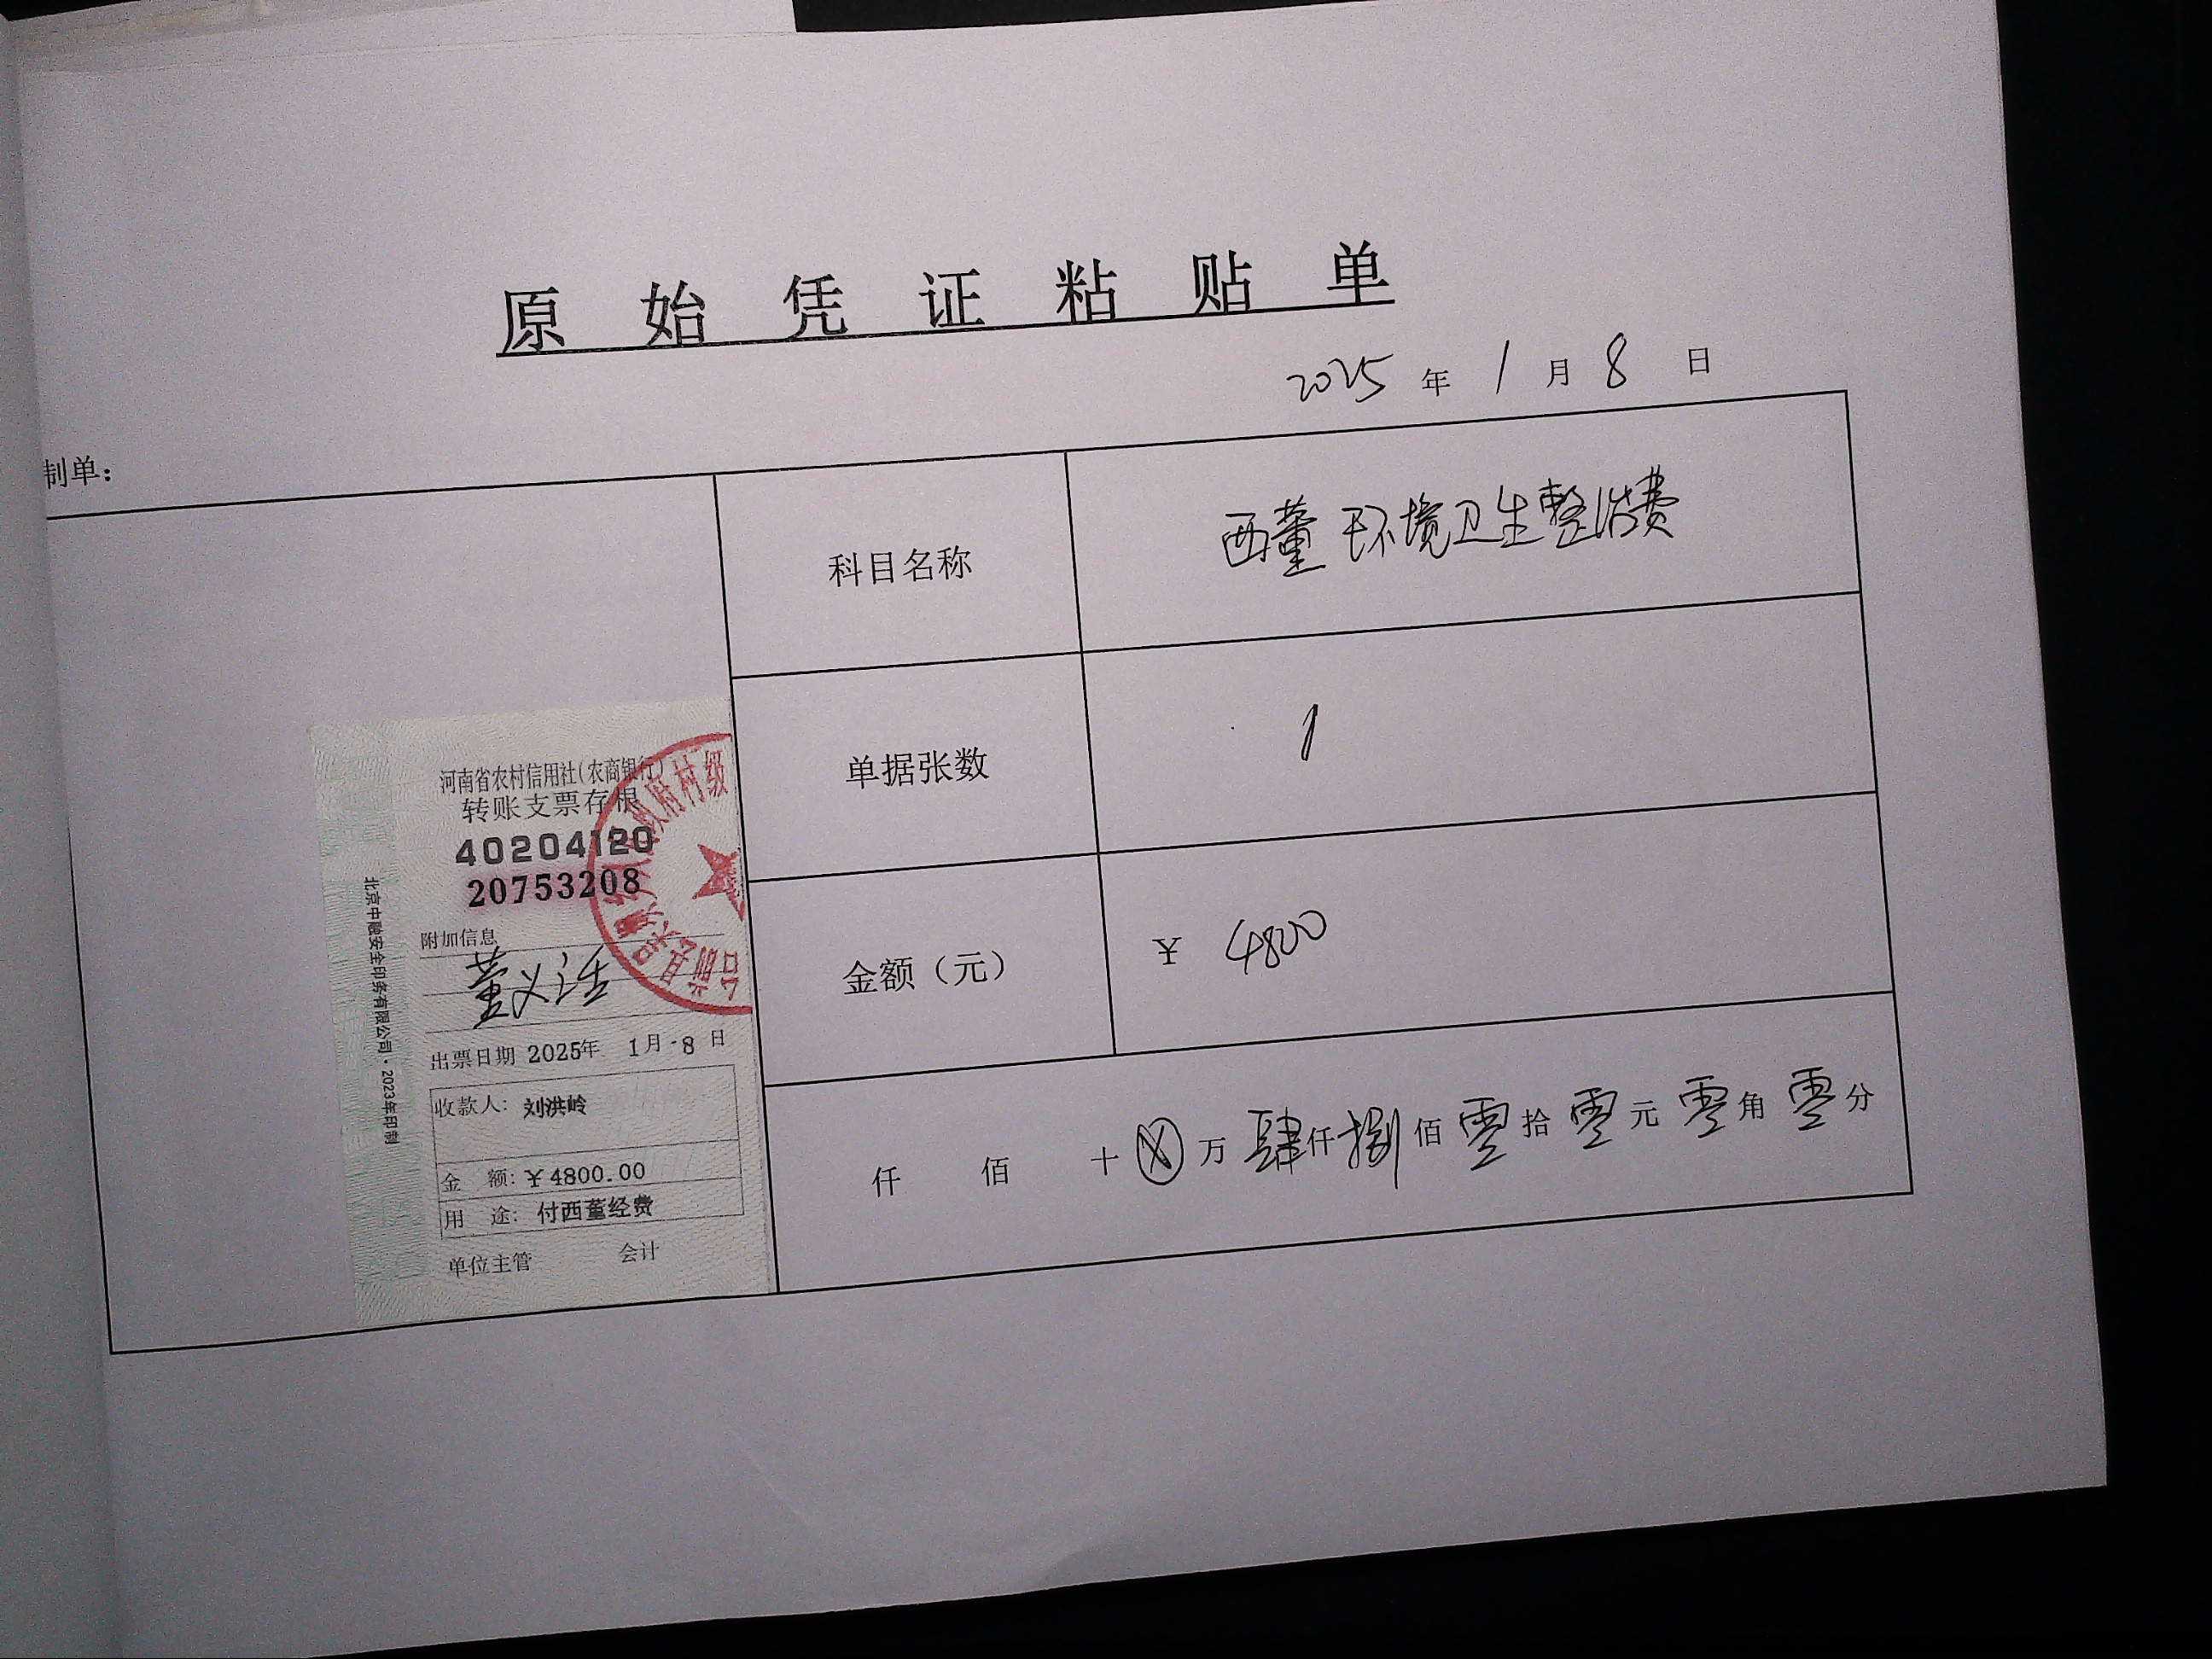 原始凭证粘贴单
2025年1月8日
制单：
科目名称
西董环境卫生整洁费
单据张数
1
金额（元）
￥ 4800
仟 佰 十 ⓧ 万 肆仟捌佰零拾零元零角零分
河南省农村信用社（农商银行）
转账支票存根
40204120
20753208
附加信息
出票日期 2025年 1月-8日
收款人：刘洪岭
金 额：￥4800.00
用 途：付西董经费
单位主管 会计
北京中融安全印务有限公司·2023年印制